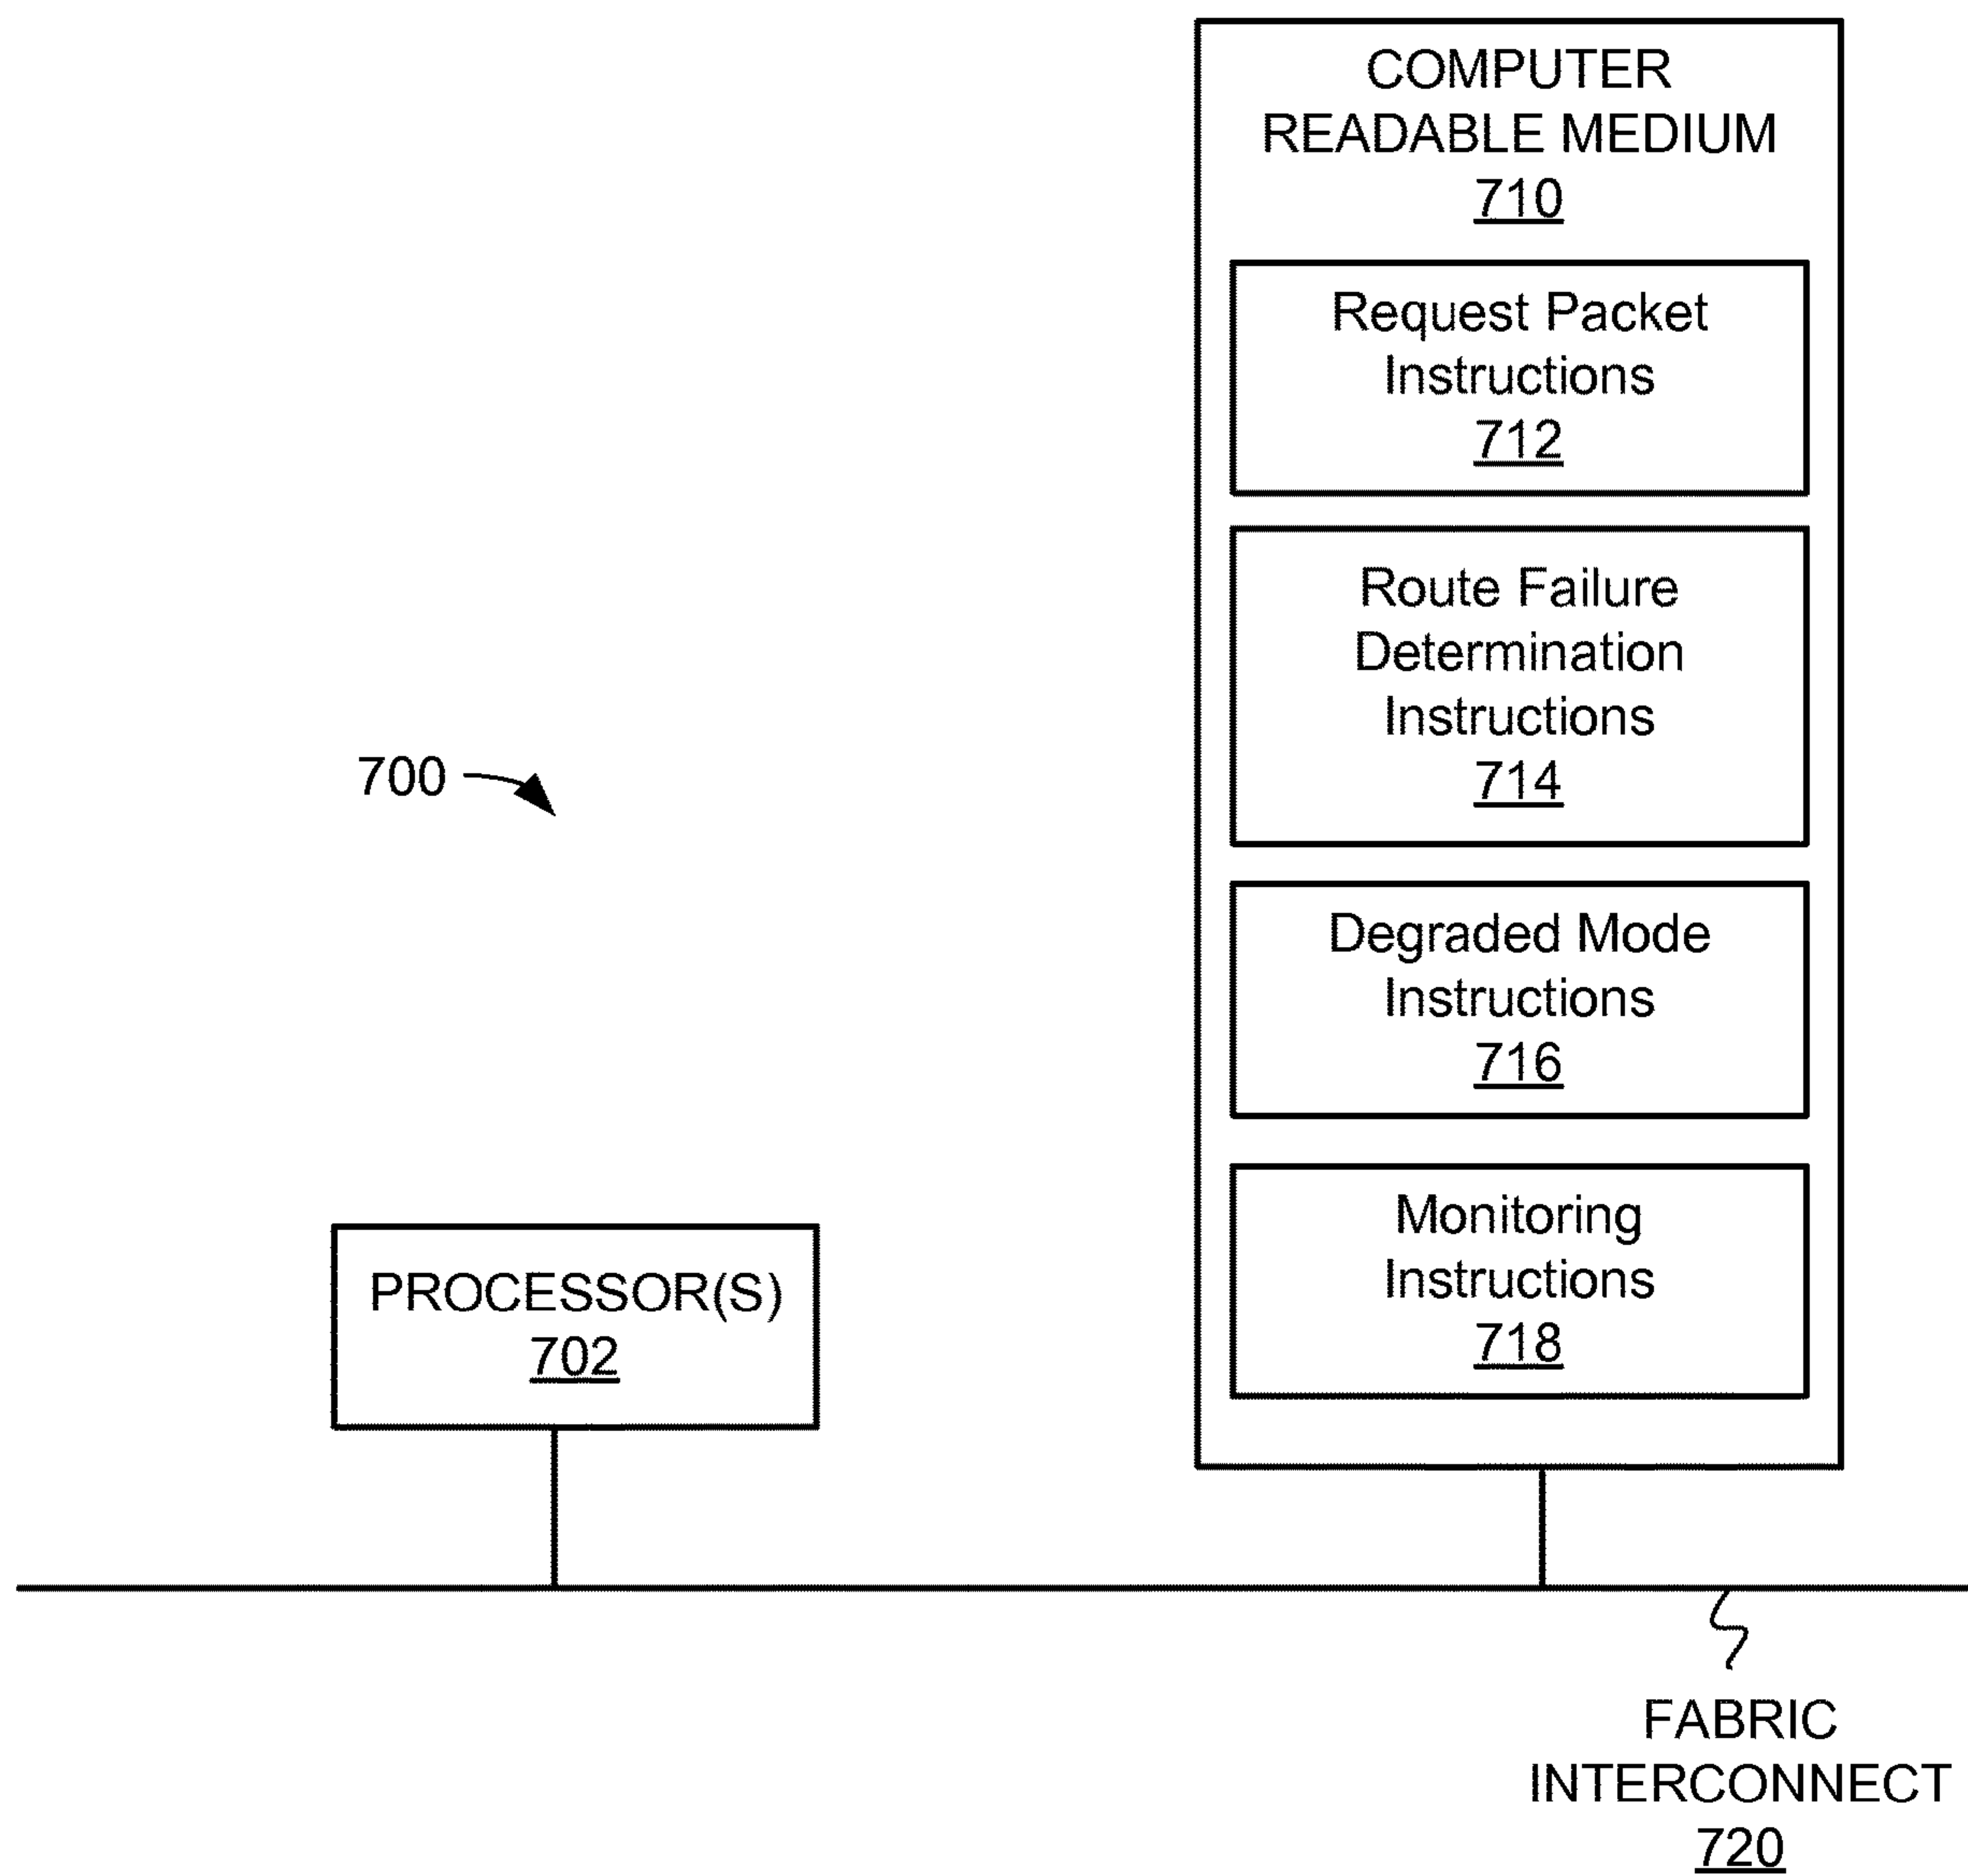 COMPUTER
READABLE MEDIUM
710
Request Packet
Instructions
712
Route Failure
Determination
Instructions
714
700
Degraded Mode
Instructions
716
Monitoring
Instructions
718
PROCESSOR(S)
702
FABRIC
INTERCONNECT
720